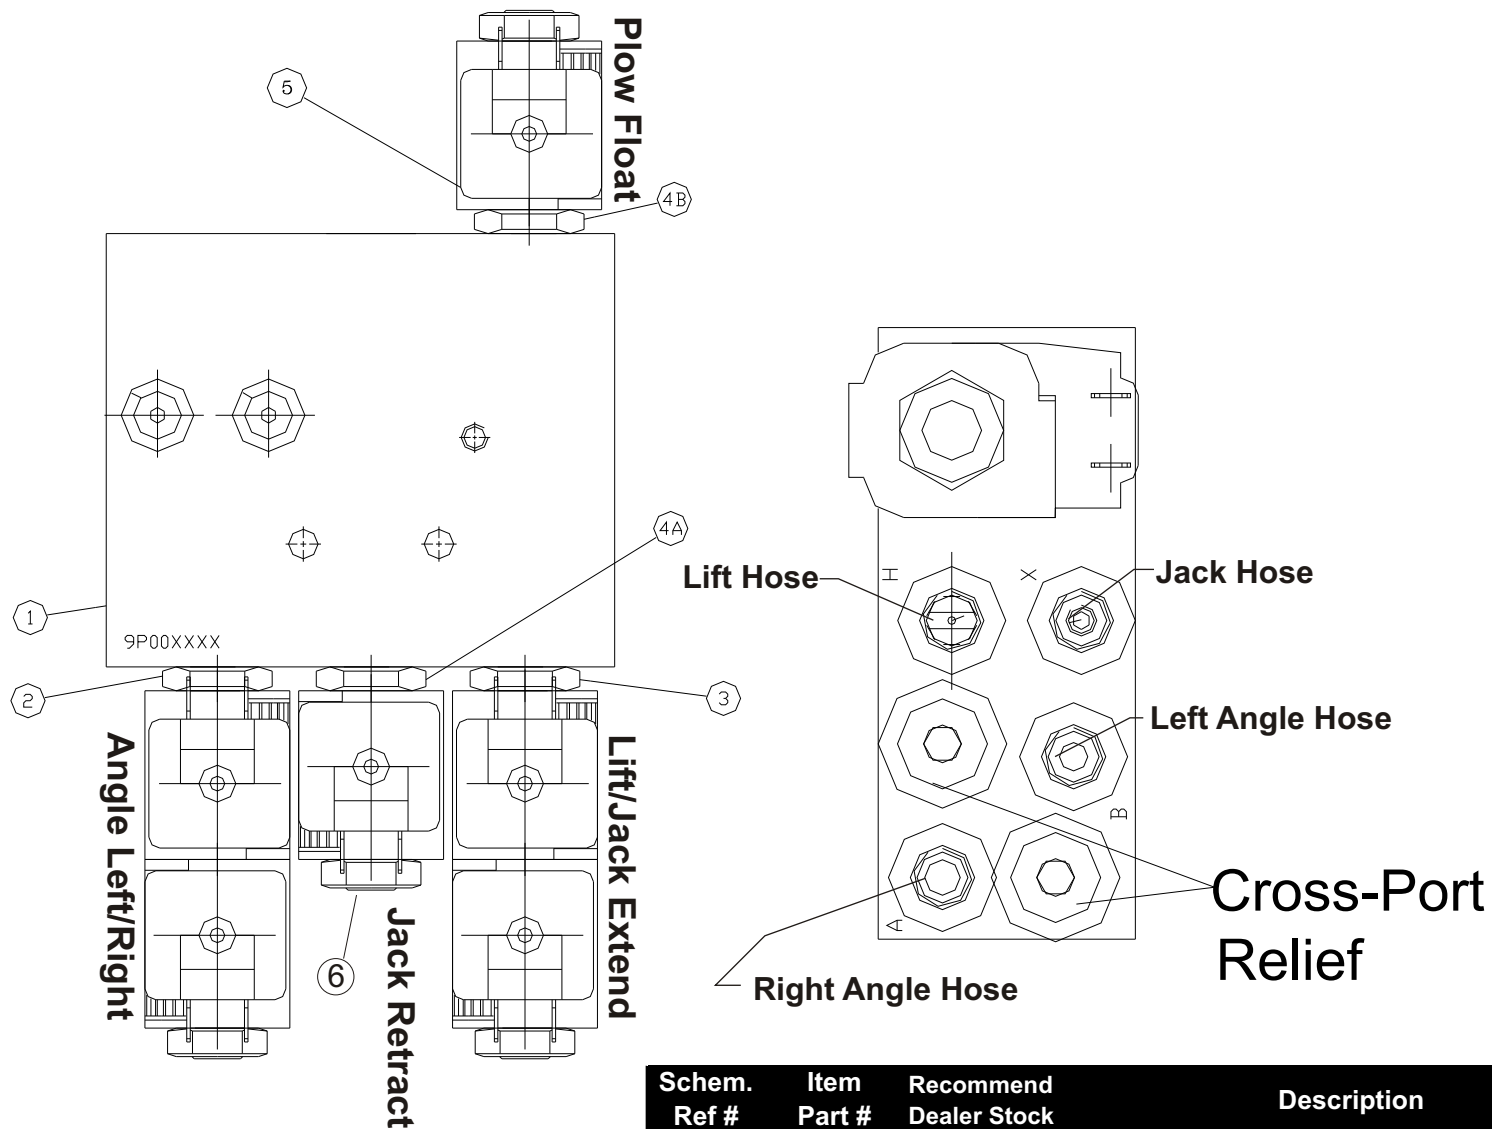 Plow Float
5
4B
4A
1
9P00XXXX
2
3
Angle Left/Right
Lift/Jack Extend
6
Jack Retract
H
X
Lift Hose
Jack Hose
Left Angle Hose
B
A
Cross-Port
Relief
Right Angle Hose
Schem. Item Recommend
Description
Ref # Part # Dealer Stock